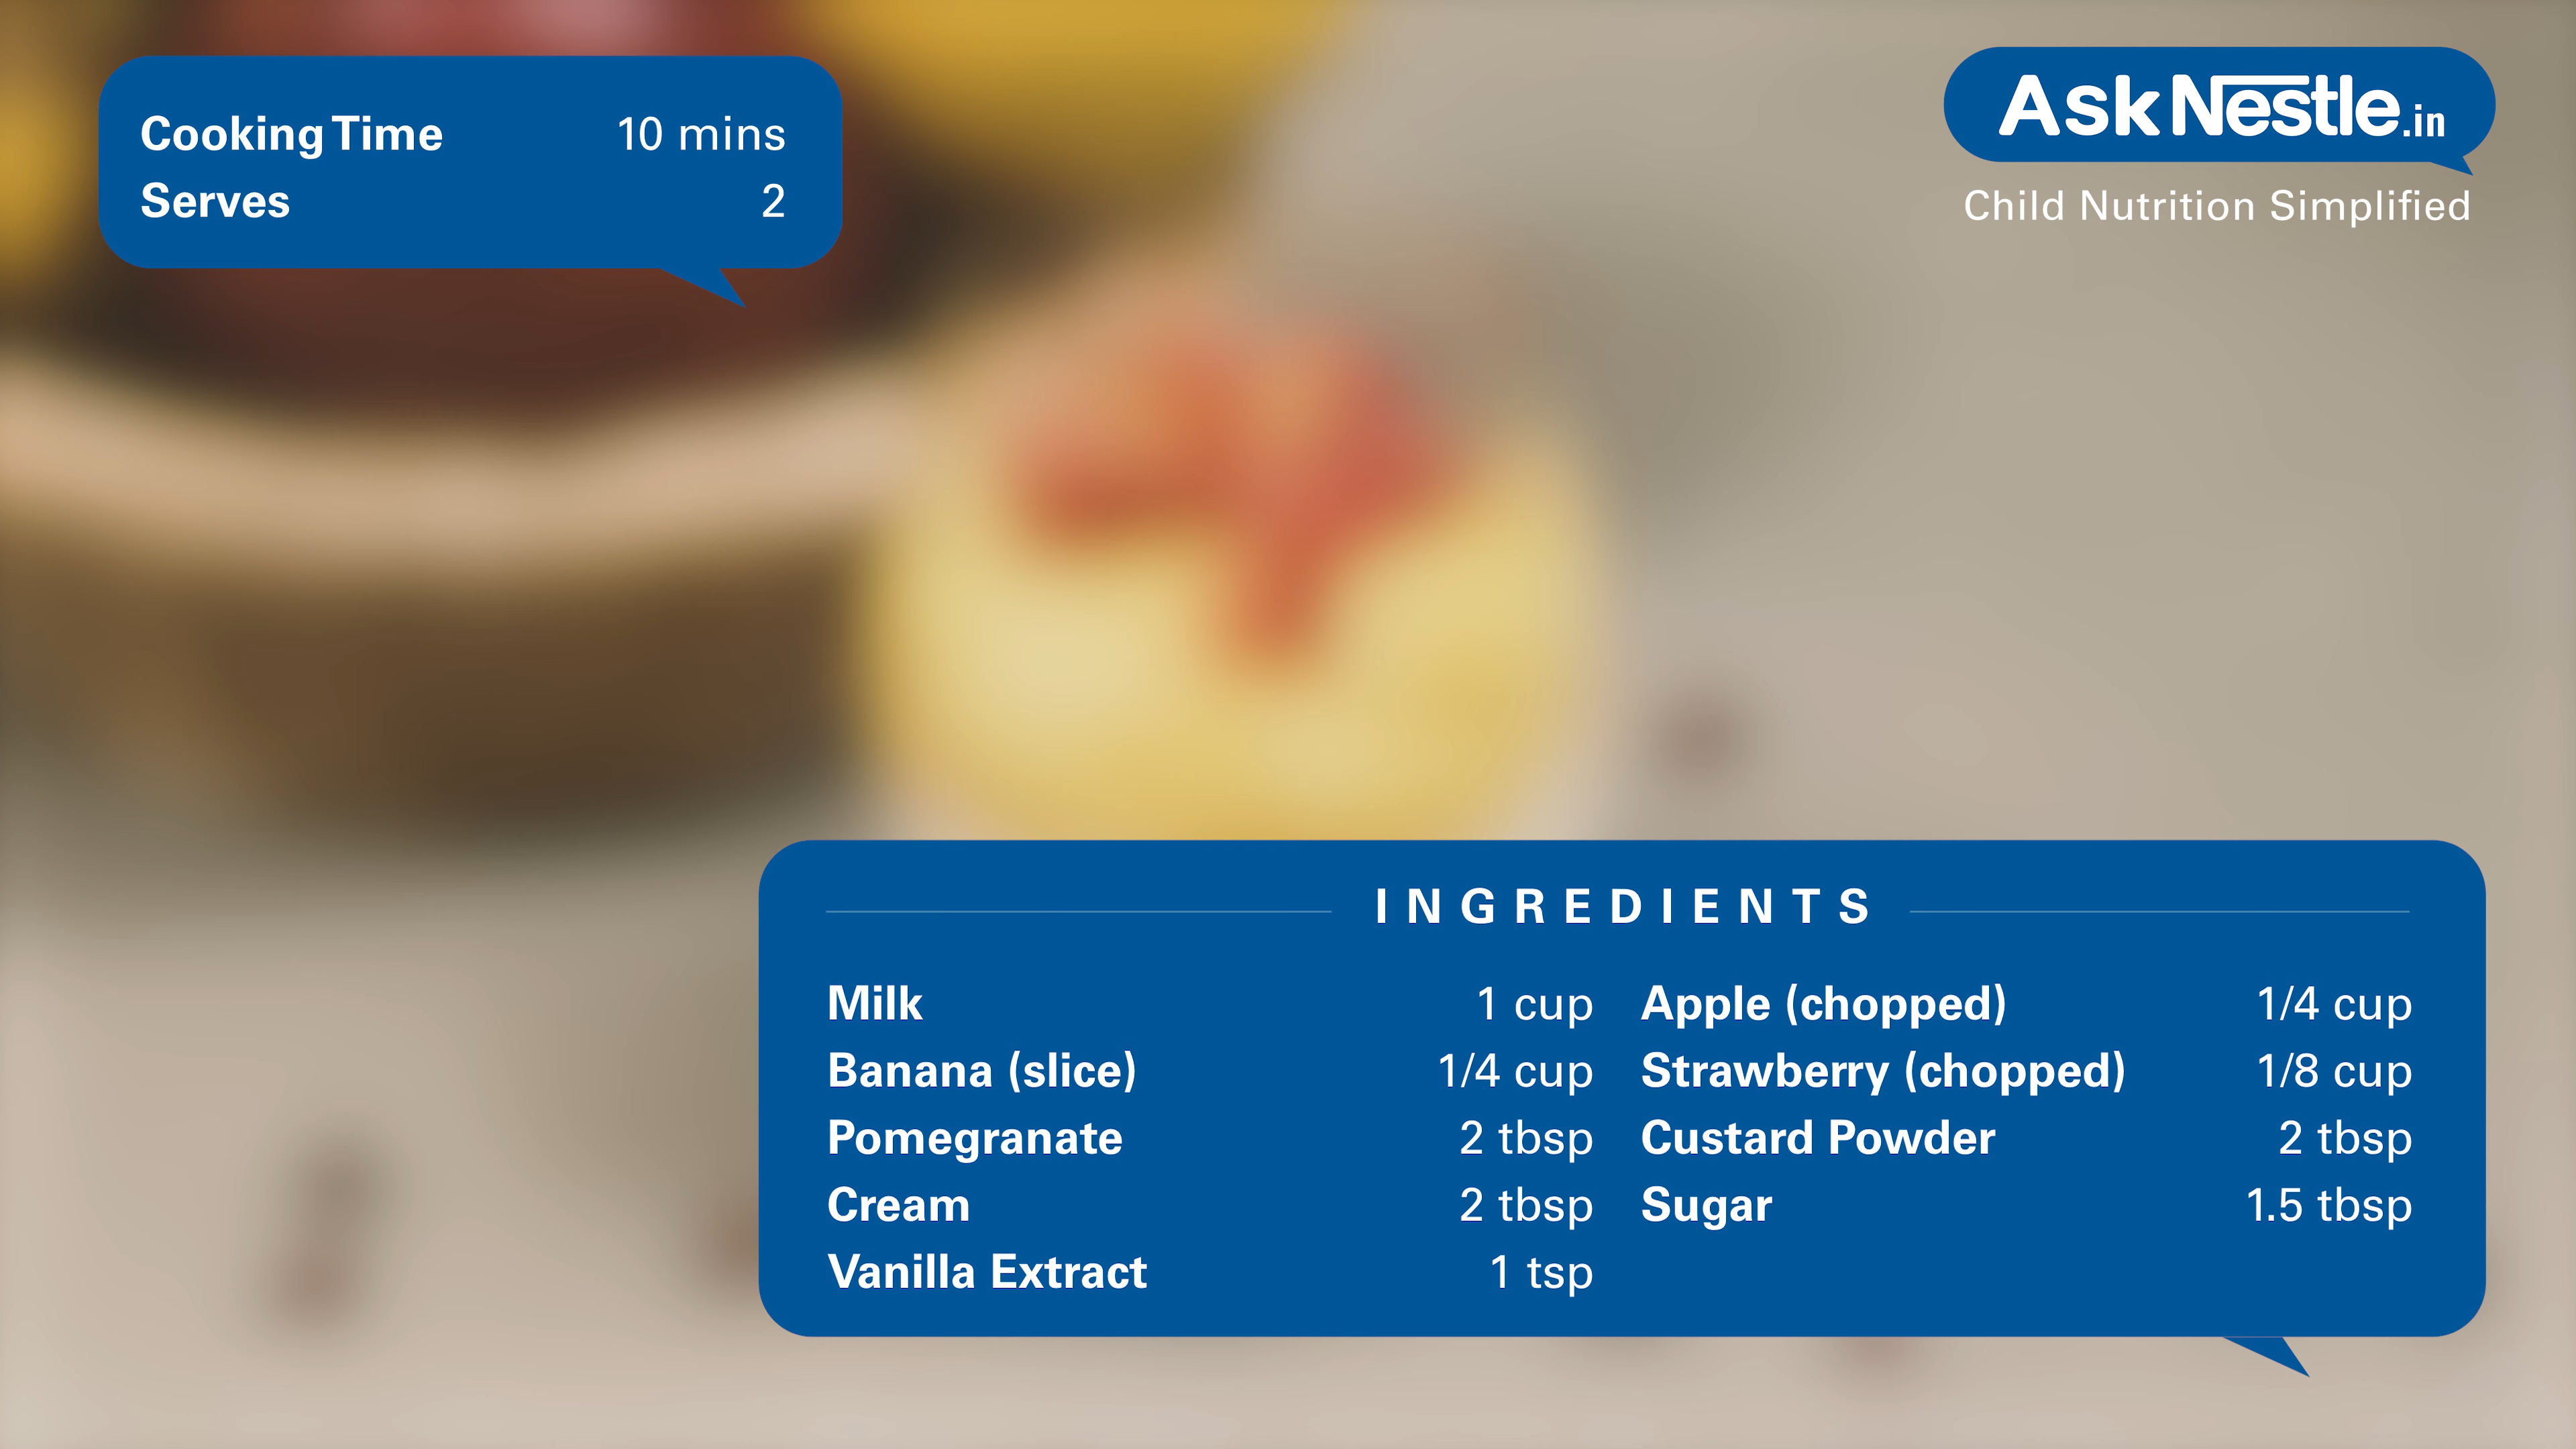 Cooking Time 10 mins
Serves 2
AskNestle.in
Child Nutrition Simplified
INGREDIENTS
Milk 1 cup
Banana (slice) 1/4 cup
Pomegranate 2 tbsp
Cream 2 tbsp
Vanilla Extract 1 tsp
Apple (chopped) 1/4 cup
Strawberry (chopped) 1/8 cup
Custard Powder 2 tbsp
Sugar 1.5 tbsp